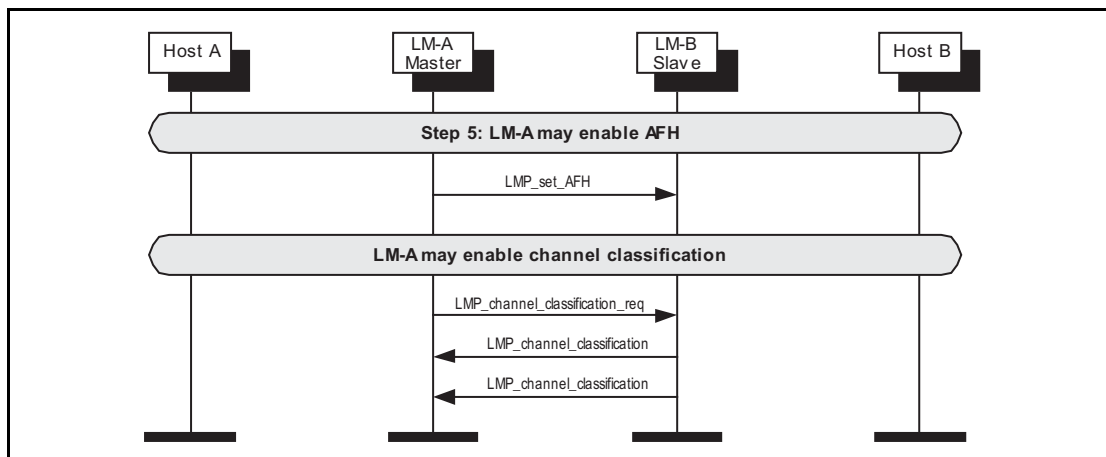 Host A
LM-A
Master
LM-B
Slave
Host B
Step 5: LM-A may enable AFH
LMP_set_AFH
LM-A may enable channel classification
LMP_channel_classification_req
LMP_channel_classification
LMP_channel_classification